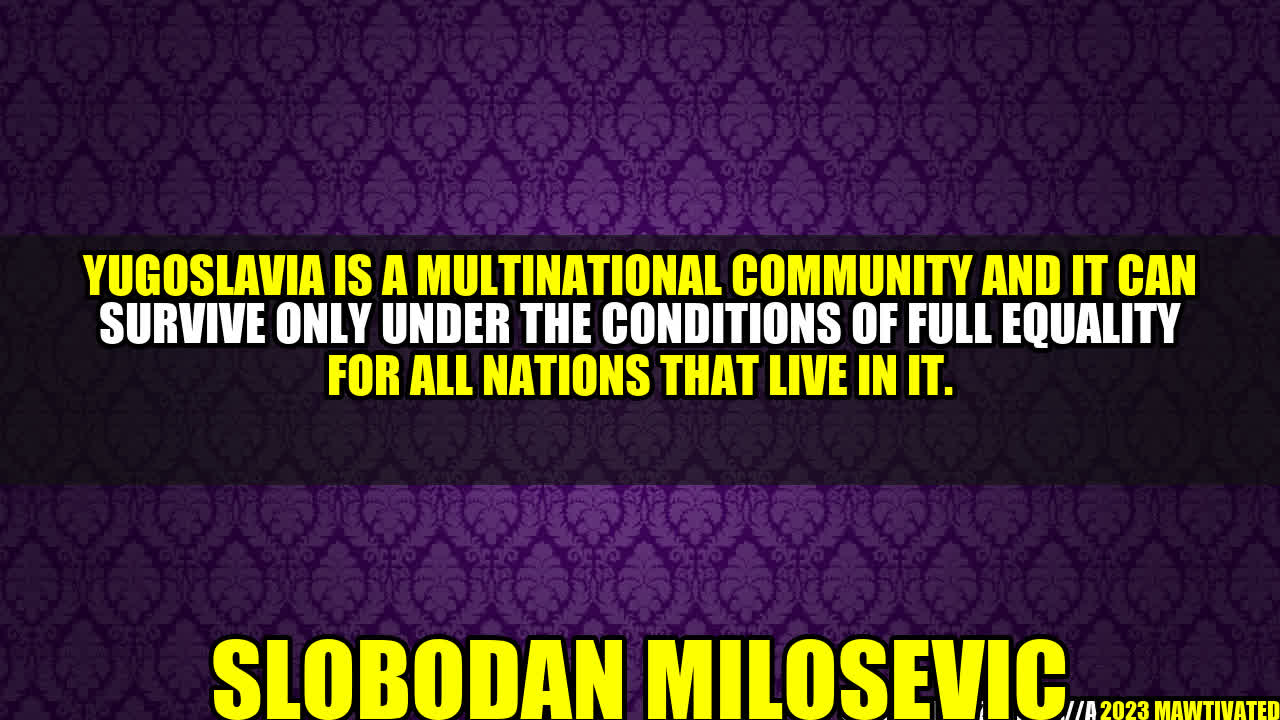 YUGOSLAVIA IS A MULTINATIONAL COMMUNITY AND IT CAN
SURVIVE ONLY UNDER THE CONDITIONS OF FULL EQUALITY
FOR ALL NATIONS THAT LIVE IN IT.
SLOBODAN MILOSEVIC
//A 2023 MAWTIVATED